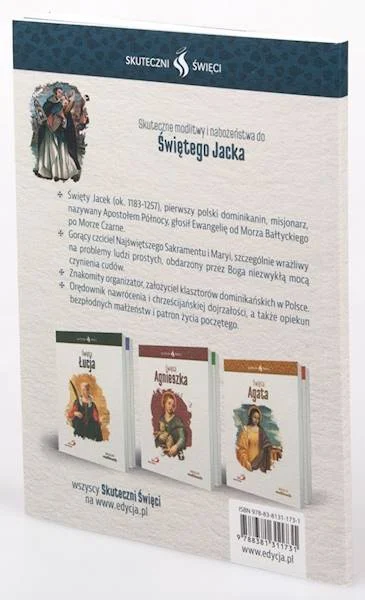 SKUTECZNI ŚWIĘCI
Skuteczne modlitwy i nabożeństwa do
Świętego Jacka
Święty Jacek (ok. 1183-1257), pierwszy polski dominikanin, misjonarz,
nazywany Apostołem Północy, głosił Ewangelię od Morza Bałtyckiego
po Morze Czarne.
Gorący czciciel Najświętszego Sakramentu i Maryi, szczególnie wrażliwy
na problemy ludzi prostych, obdarzony przez Boga niezwykłą mocą
czynienia cudów.
Znakomity organizator, założyciel klasztorów dominikańskich w Polsce.
Orędownik nawrócenia i chrześcijańskiej dojrzałości, a także opiekun
bezpłodnych małżeństw i patron życia poczętego.
Święta
Łucja
Święta
Agnieszka
Święta
Agata
wszyscy Skuteczni Święci
na www.edycja.pl
ISBN 978-83-8131-173-1
9 788381 311731
www.edycja.pl